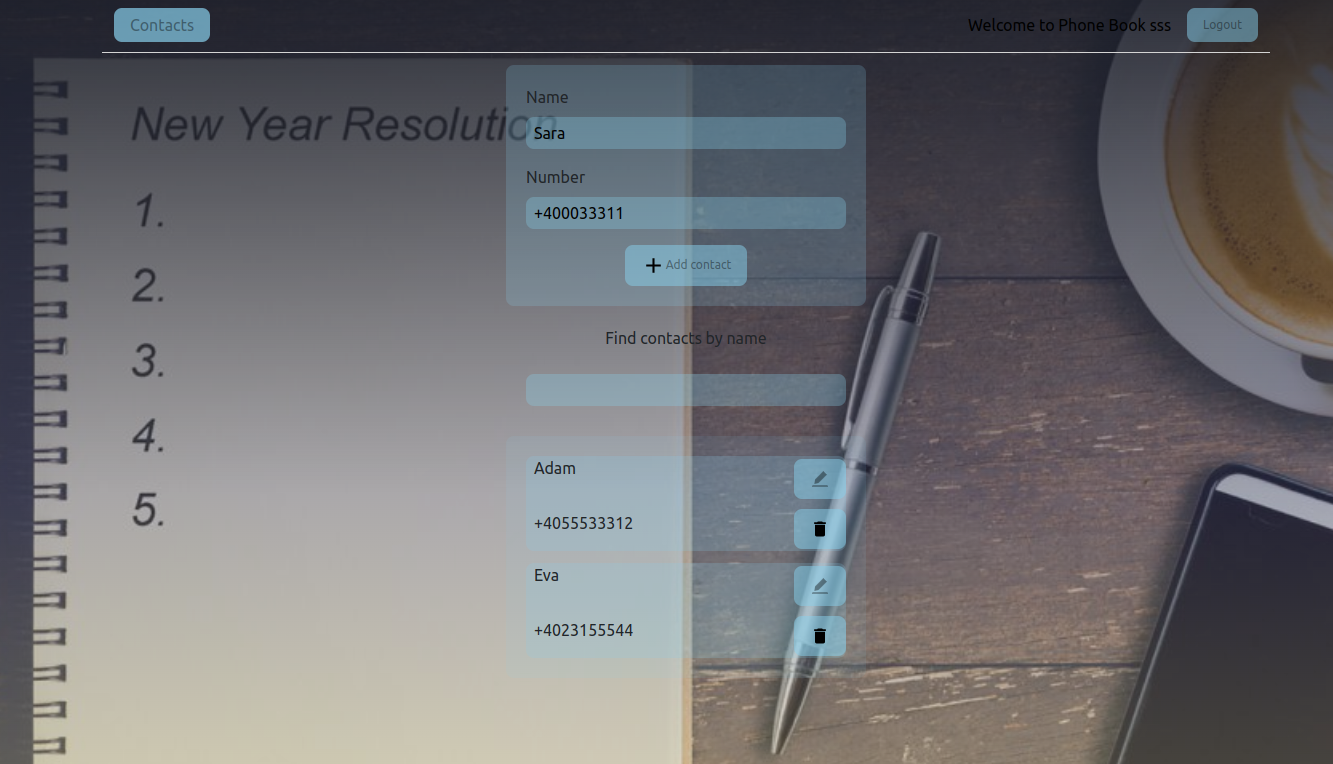 Contacts
Welcome to Phone Book sss
Logout
New Year Resolution
1.
2.
3.
4.
5.
Name
Sara
Number
+400033311
Add contact
Find contacts by name
Adam
+4055533312
Eva
+4023155544